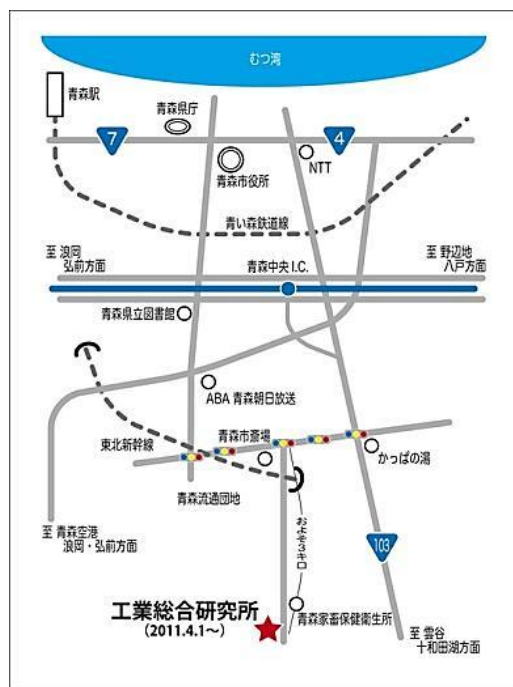 むつ湾
青森駅
青森県庁
7
4
青森市役所
NTT
青い森鉄道線
至 浪岡
弘前方面
青森中央 I.C.
至 野辺地
八戸方面
青森県立図書館
ABA 青森朝日放送
東北新幹線
青森市斎場
かっぱの湯
青森流通団地
至 青森空港
浪岡・弘前方面
およそ3キロ
103
工業総合研究所
(2011.4.1~)
青森家畜保健衛生所
至 雲谷
十和田湖方面